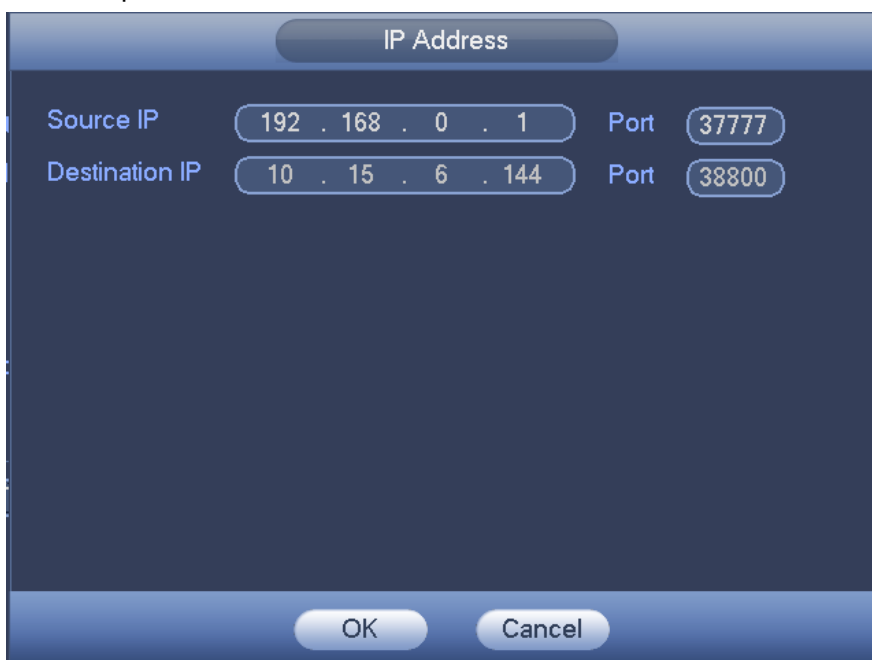 IP Address
Source IP 192 . 168 . 0 . 1 Port 37777
Destination IP 10 . 15 . 6 . 144 Port 38800
OK Cancel